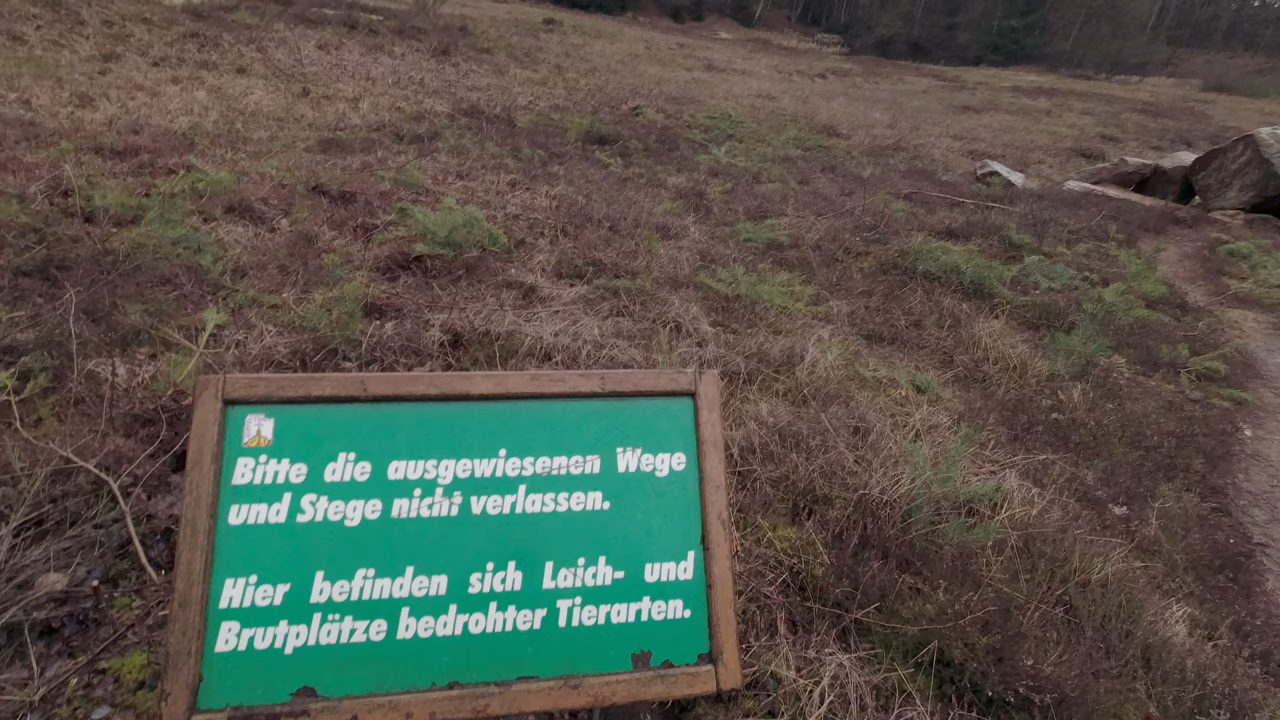 Bitte die ausgewiesenen Wege
und Stege nicht verlassen.
Hier befinden sich Laich- und
Brutplätze bedrohter Tierarten.